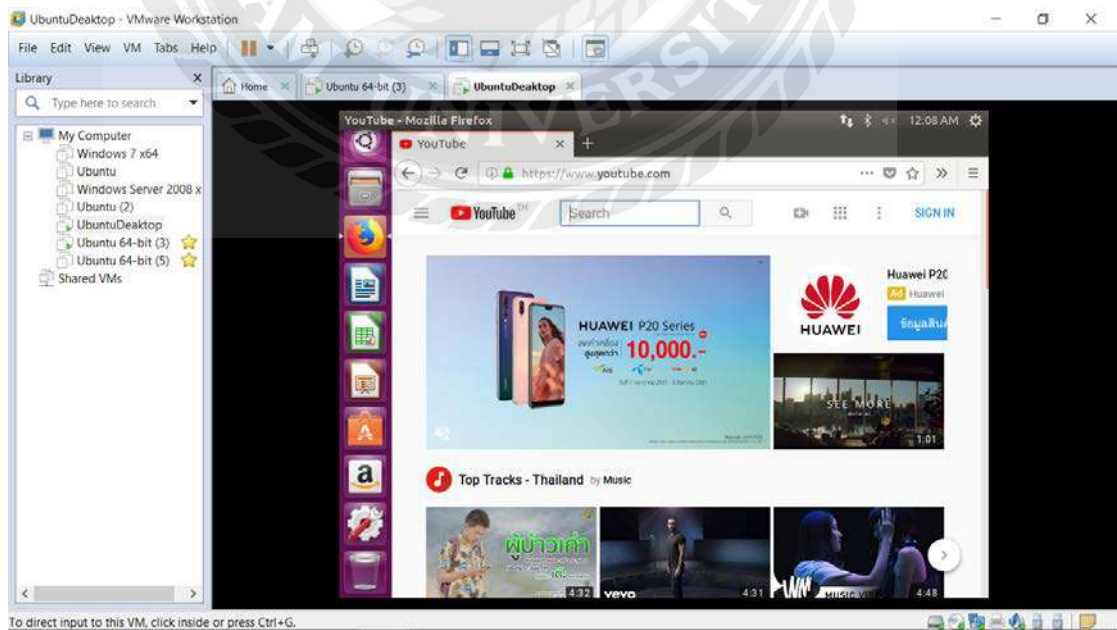 UbuntuDeaktop - VMware Workstation
File Edit View VM Tabs Help
Library
Type here to search
My Computer
Windows 7 x64
Ubuntu
Windows Server 2008 x
Ubuntu (2)
UbuntuDeaktop
Ubuntu 64-bit (3)
Ubuntu 64-bit (5)
Shared VMs
Home
Ubuntu 64-bit (3)
UbuntuDeaktop
YouTube - Mozilla Firefox
12:08 AM
YouTube
https://www.youtube.com
YouTube TH
Search
SIGN IN
HUAWEI P20 Series
10,000.-
HUAWEI
Huawei P20
Ad Huawei
SEE MORE
1:01
Top Tracks - Thailand by Music
ผู้บ่าวเก่า
4:32
vevo
4:31
MUSIC
4:48
To direct input to this VM, click inside or press Ctrl+G.
UNIVERSI